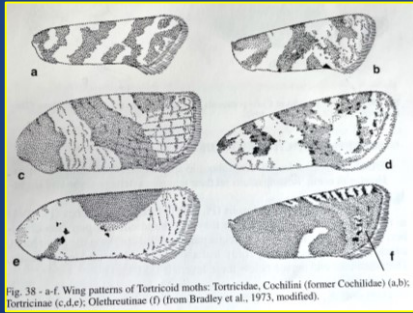 a
b
c
d
e
f
Fig. 38 - a-f. Wing patterns of Tortricoid moths: Tortricidae, Cochilini (former Cochilidae) (a,b);
Tortricinae (c,d,e); Olethreutinae (f) (from Bradley et al., 1973, modified).